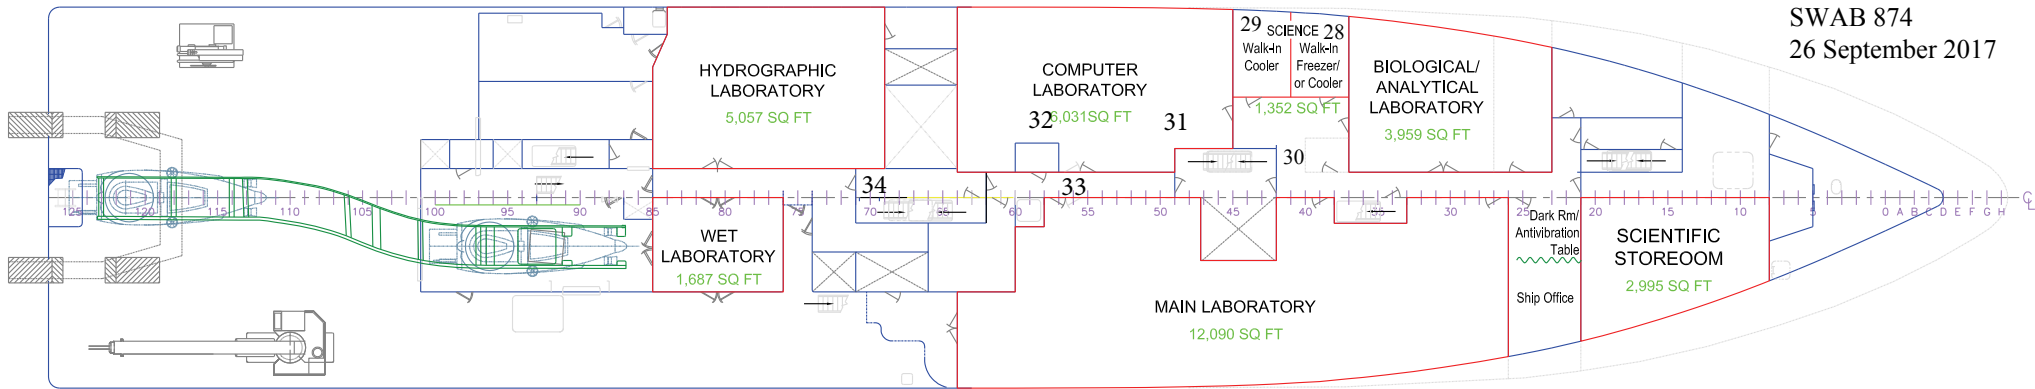 SWAB 874
26 September 2017
29
SCIENCE
28
Walk-In
Cooler
Walk-In
Freezer/
or Cooler
1,352 SQ FT
HYDROGRAPHIC
LABORATORY
5,057 SQ FT
COMPUTER
LABORATORY
6,031SQ FT
32
31
BIOLOGICAL/
ANALYTICAL
LABORATORY
3,959 SQ FT
30
34
33
125
120
115
110
105
100
95
90
85
80
75
70
65
60
55
50
45
40
35
30
25
20
15
10
5
0 A B C D E F G H
WET
LABORATORY
1,687 SQ FT
MAIN LABORATORY
12,090 SQ FT
Dark Rm/
Antivibration
Table
Ship Office
SCIENTIFIC
STOREOOM
2,995 SQ FT